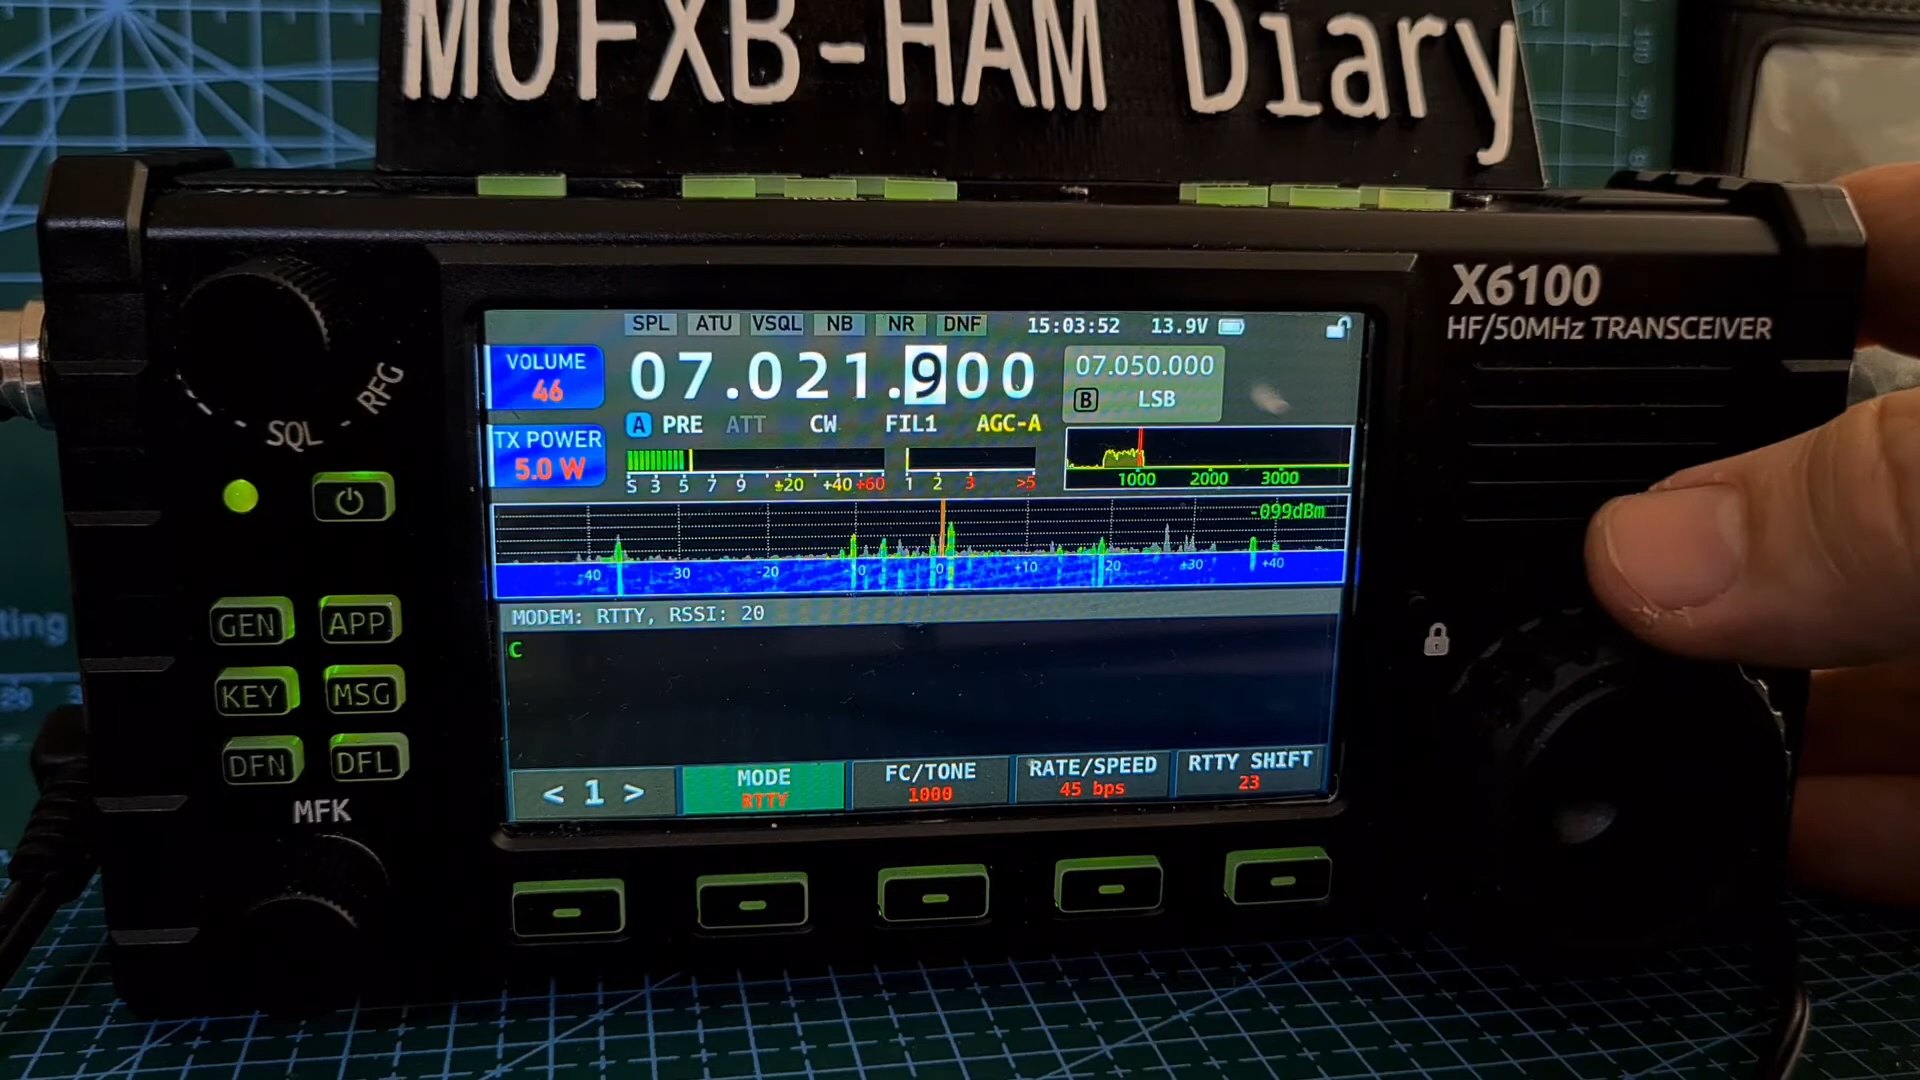 M0FXB-HAM Diary
XIEGU
X6100
HF/50MHz TRANSCEIVER
SPL ATU VSQL NB NR DNF 15:03:52 13.9V
VOLUME
46
07.021.900
07.050.000
B LSB
A PRE ATT CW FIL1 AGC-A
TX POWER
5.0 W
S 3 5 7 9 +20 +40 +60 1 2 3 >5
1000 2000 3000
-099dBm
-40 -30 -20 0 +10 20 +30 +40
MODEM: RTTY, RSSI: 20
C
< 1 >
MODE
RTTY
FC/TONE
1000
RATE/SPEED
45 bps
RTTY SHIFT
23
SQL RFG
GEN APP
KEY MSG
DFN DFL
MFK